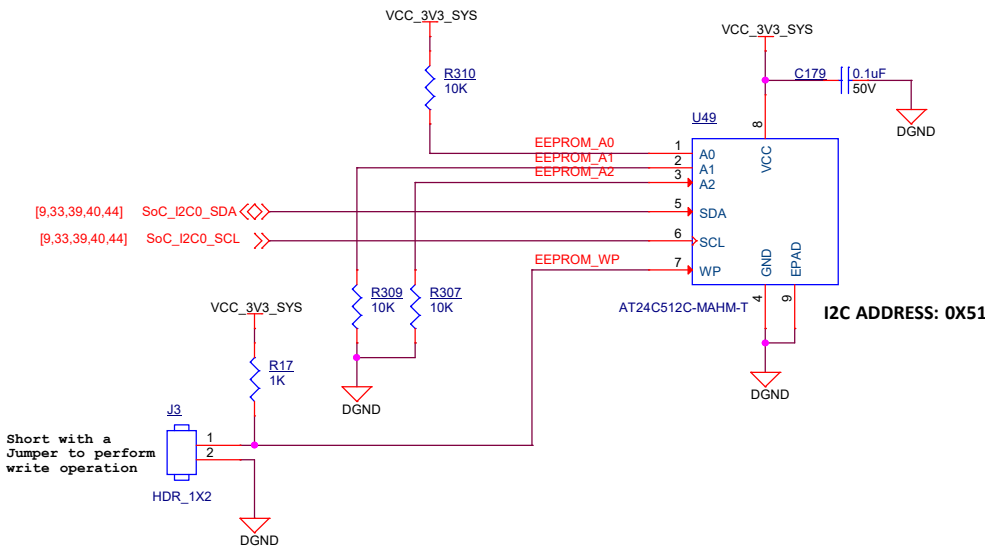 VCC_3V3_SYS
VCC_3V3_SYS
R310
10K
C179
0.1uF
50V
DGND
U49
8
VCC
EEPROM_A0
1
A0
EEPROM_A1
2
A1
EEPROM_A2
3
A2
[9,33,39,40,44]
SoC_I2C0_SDA
5
SDA
[9,33,39,40,44]
SoC_I2C0_SCL
6
SCL
EEPROM_WP
7
WP
GND
EPAD
4
9
AT24C512C-MAHM-T
I2C ADDRESS: 0X51
R309
10K
R307
10K
VCC_3V3_SYS
R17
1K
DGND
DGND
J3
1
2
Short with a
Jumper to perform
write operation
HDR_1X2
DGND